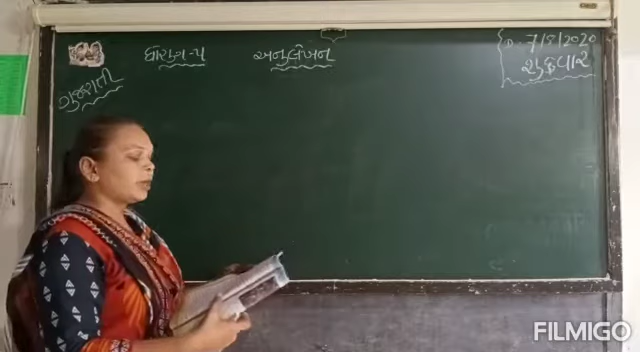 ધોરણ-૫
અનુલેખન
તા. 7/8/2020
શુક્રવાર
ગુજરાતી
FILMIGO